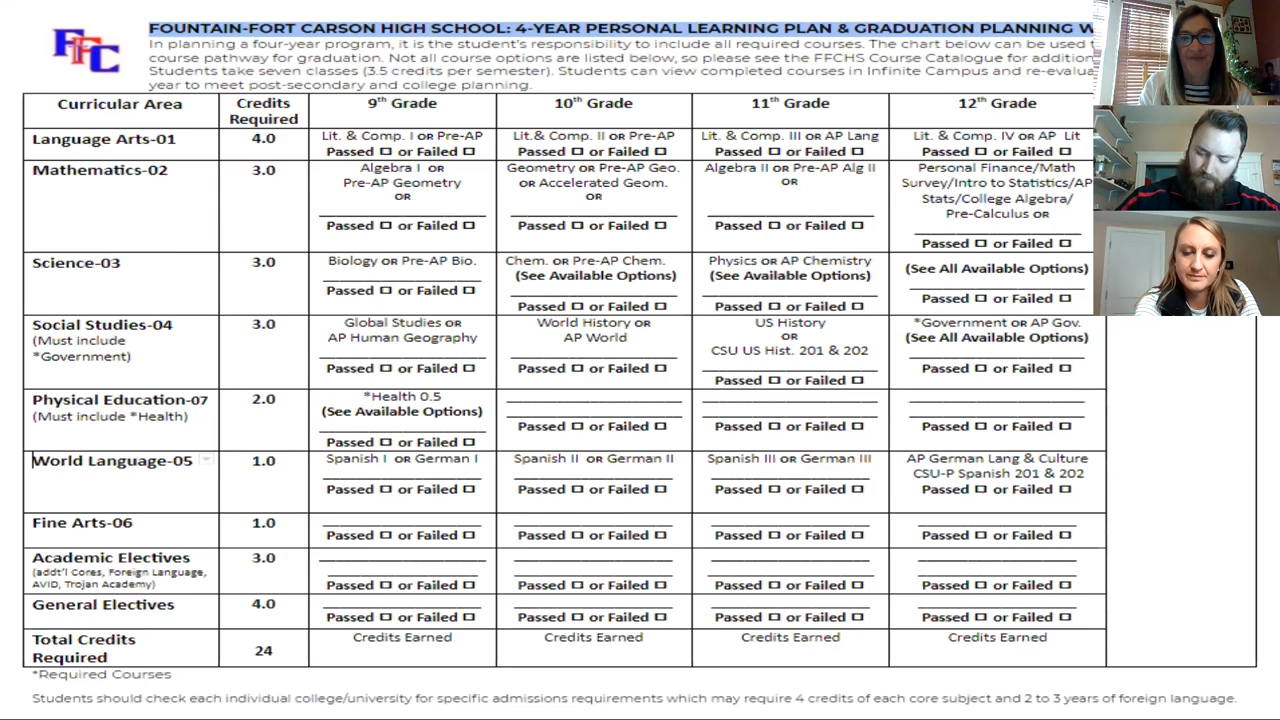 FFC
FOUNTAIN-FORT CARSON HIGH SCHOOL: 4-YEAR PERSONAL LEARNING PLAN & GRADUATION PLANNING
In planning a four-year program, it is the student's responsibility to include all required courses. The chart below can be used
course pathway for graduation. Not all course options are listed below, so please see the FFCHS Course Catalogue for
Students take seven classes (3.5 credits per semester). Students can view completed courses in Infinite Campus and
year to meet post-secondary and college planning.
Curricular Area
Credits
Required
9th Grade
10th Grade
11th Grade
12th Grade
Language Arts-01
4.0
Lit. & Comp. I OR Pre-AP
Passed ☐ or Failed ☐
Lit.& Comp. II OR Pre-AP
Passed ☐ or Failed ☐
Lit. & Comp. III OR AP Lang
Passed ☐ or Failed ☐
Lit. & Comp. IV OR AP Lit
Passed ☐ or Failed ☐
Mathematics-02
3.0
Algebra I OR
Pre-AP Geometry
OR
Passed ☐ or Failed ☐
Geometry OR Pre-AP Geo.
OR Accelerated Geom.
OR
Passed ☐ or Failed ☐
Algebra II OR Pre-AP Alg II
OR
Passed ☐ or Failed ☐
Personal Finance/Math
Survey/Intro to Statistics/AP
Stats/College Algebra/
Pre-Calculus OR
Passed ☐ or Failed ☐
Science-03
3.0
Biology OR Pre-AP Bio.
Passed ☐ or Failed ☐
Chem. OR Pre-AP Chem.
(See Available Options)
Passed ☐ or Failed ☐
Physics OR AP Chemistry
(See Available Options)
Passed ☐ or Failed ☐
(See All Available Options)
Passed ☐ or Failed ☐
Social Studies-04
(Must include
*Government)
3.0
Global Studies OR
AP Human Geography
Passed ☐ or Failed ☐
World History OR
AP World
Passed ☐ or Failed ☐
US History
OR
CSU US Hist. 201 & 202
Passed ☐ or Failed ☐
*Government OR AP Gov.
(See All Available Options)
Passed ☐ or Failed ☐
Physical Education-07
(Must include *Health)
2.0
*Health 0.5
(See Available Options)
Passed ☐ or Failed ☐
Passed ☐ or Failed ☐
Passed ☐ or Failed ☐
Passed ☐ or Failed ☐
World Language-05
1.0
Spanish I OR German I
Passed ☐ or Failed ☐
Spanish II OR German II
Passed ☐ or Failed ☐
Spanish III OR German III
Passed ☐ or Failed ☐
AP German Lang & Culture
CSU-P Spanish 201 & 202
Passed ☐ or Failed ☐
Fine Arts-06
1.0
Passed ☐ or Failed ☐
Passed ☐ or Failed ☐
Passed ☐ or Failed ☐
Passed ☐ or Failed ☐
Academic Electives
(addt'l Cores, Foreign Language,
AVID, Trojan Academy)
3.0
Passed ☐ or Failed ☐
Passed ☐ or Failed ☐
Passed ☐ or Failed ☐
Passed ☐ or Failed ☐
General Electives
4.0
Passed ☐ or Failed ☐
Passed ☐ or Failed ☐
Passed ☐ or Failed ☐
Passed ☐ or Failed ☐
Total Credits
Required
24
Credits Earned
Credits Earned
Credits Earned
Credits Earned
*Required Courses
Students should check each individual college/university for specific admissions requirements which may require 4 credits of each core subject and 2 to 3 years of foreign language.